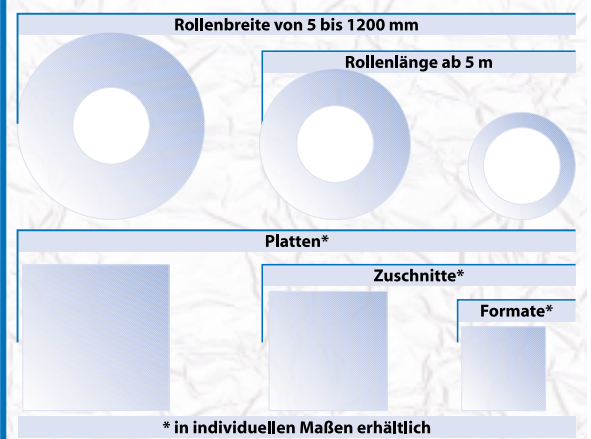 Rollenbreite von 5 bis 1200 mm
Rollenlänge ab 5 m
Platten*
Zuschnitte*
Formate*
* in individuellen Maßen erhältlich